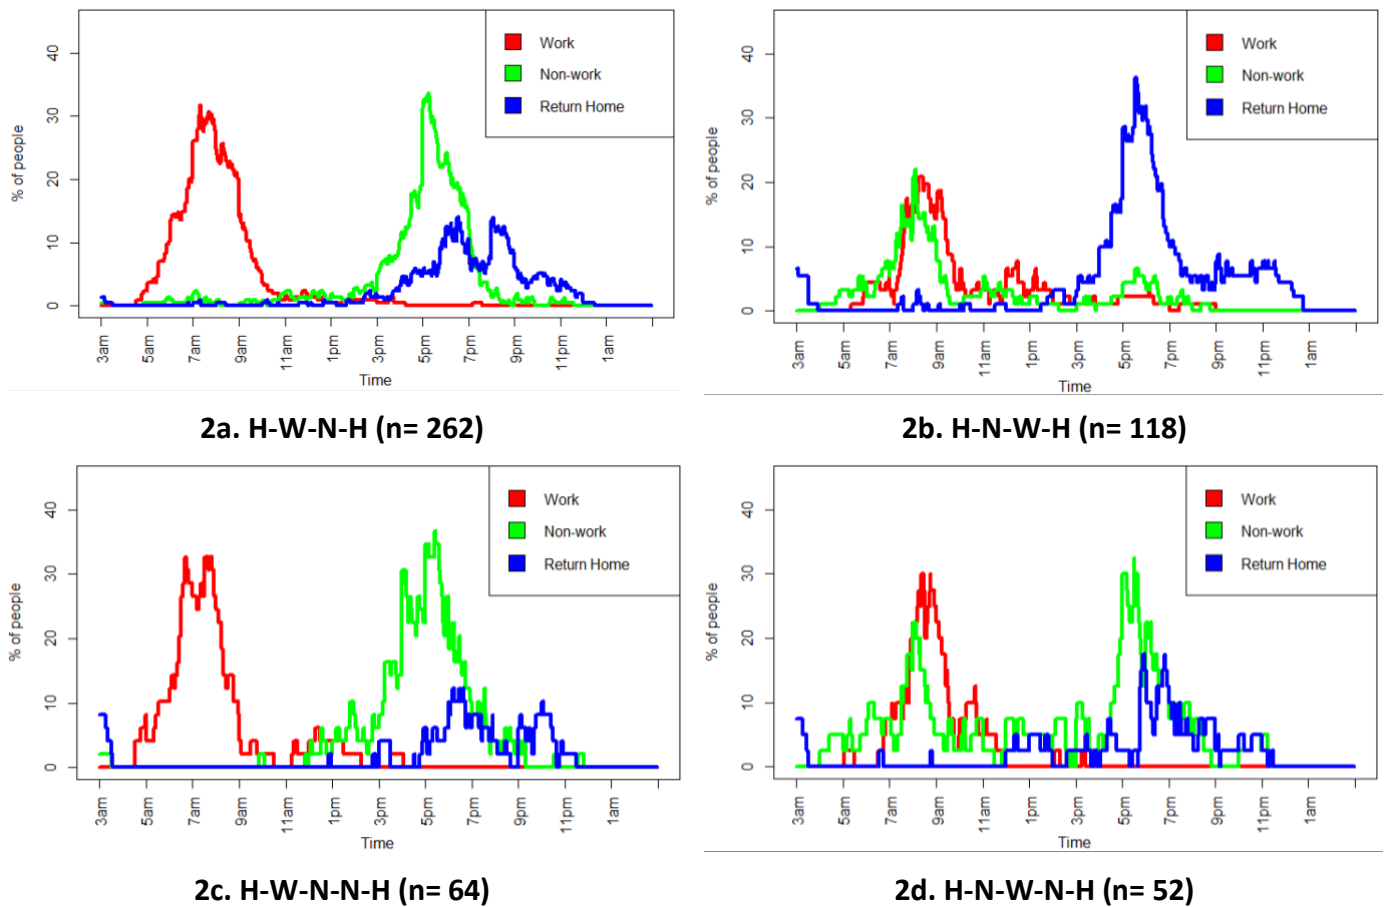 40
30
20
10
0
% of people
Work
Non-work
Return Home
3am
5am
7am
9am
11am
1pm
3pm
5pm
7pm
9pm
11pm
1am
Time
2a. H-W-N-H (n= 262)
40
30
20
10
0
% of people
Work
Non-work
Return Home
3am
5am
7am
9am
11am
1pm
3pm
5pm
7pm
9pm
11pm
1am
Time
2b. H-N-W-H (n= 118)
40
30
20
10
0
% of people
Work
Non-work
Return Home
3am
5am
7am
9am
11am
1pm
3pm
5pm
7pm
9pm
11pm
1am
Time
2c. H-W-N-N-H (n= 64)
40
30
20
10
0
% of people
Work
Non-work
Return Home
3am
5am
7am
9am
11am
1pm
3pm
5pm
7pm
9pm
11pm
1am
Time
2d. H-N-W-N-H (n= 52)